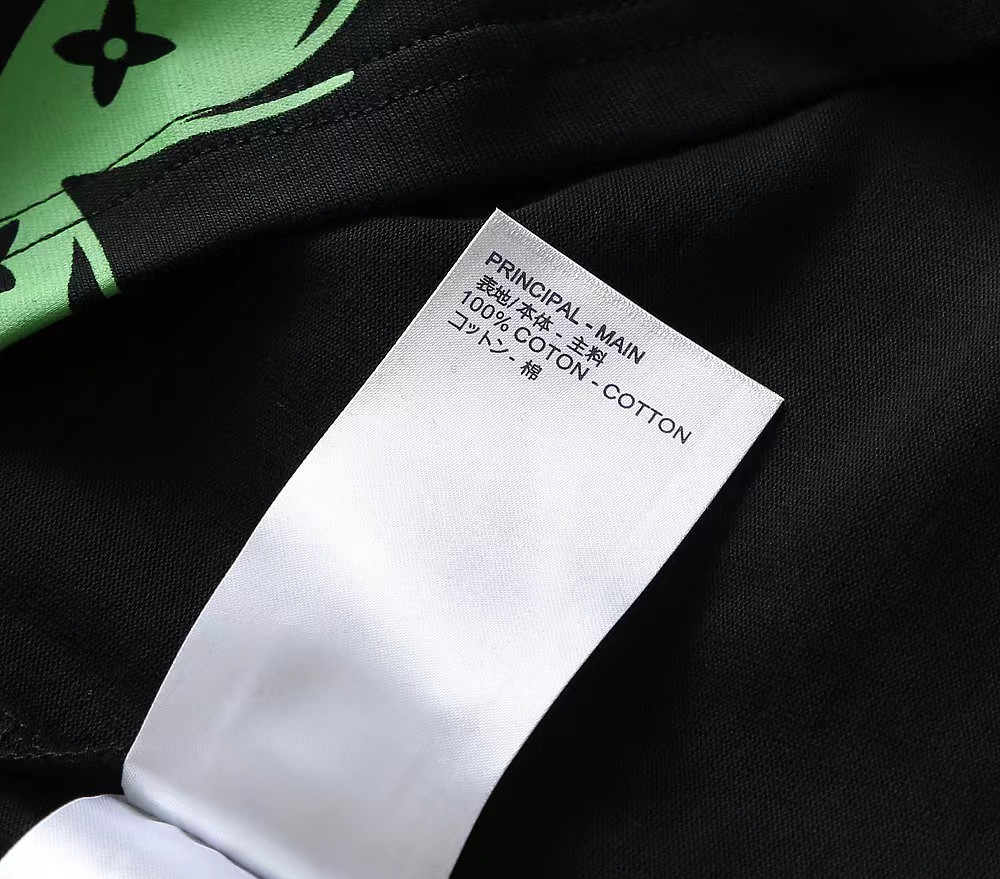 PRINCIPAL - MAIN
表地/本体 - 主料
100% COTON - COTTON
コットン - 棉